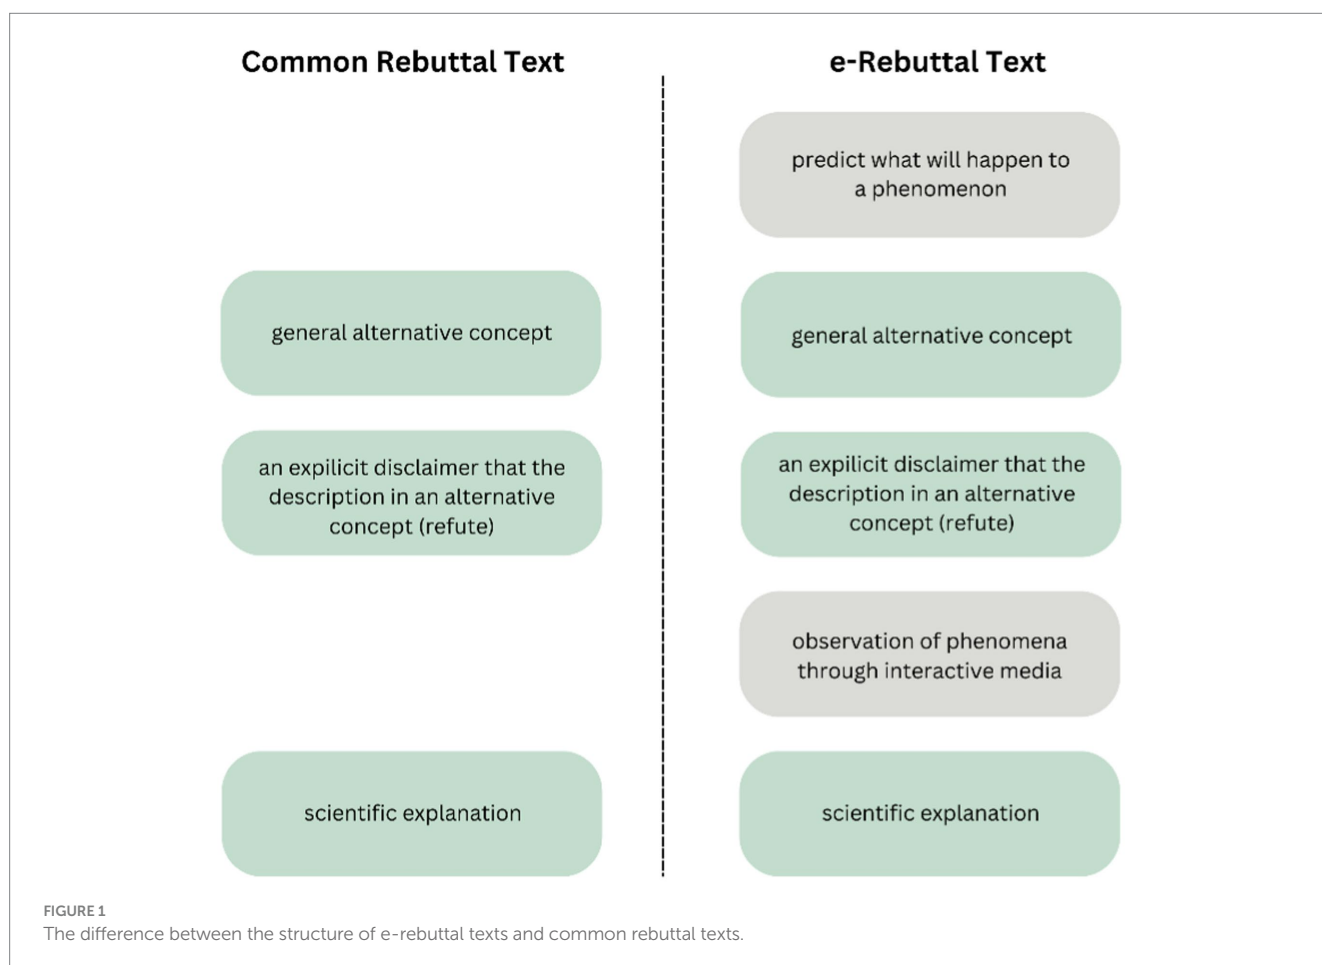 Common Rebuttal Text
e-Rebuttal Text
predict what will happen to
a phenomenon
general alternative concept
general alternative concept
an expilicit disclaimer that the
description in an alternative
concept (refute)
an expilicit disclaimer that the
description in an alternative
concept (refute)
observation of phenomena
through interactive media
scientific explanation
scientific explanation
FIGURE 1
The difference between the structure of e-rebuttal texts and common rebuttal texts.